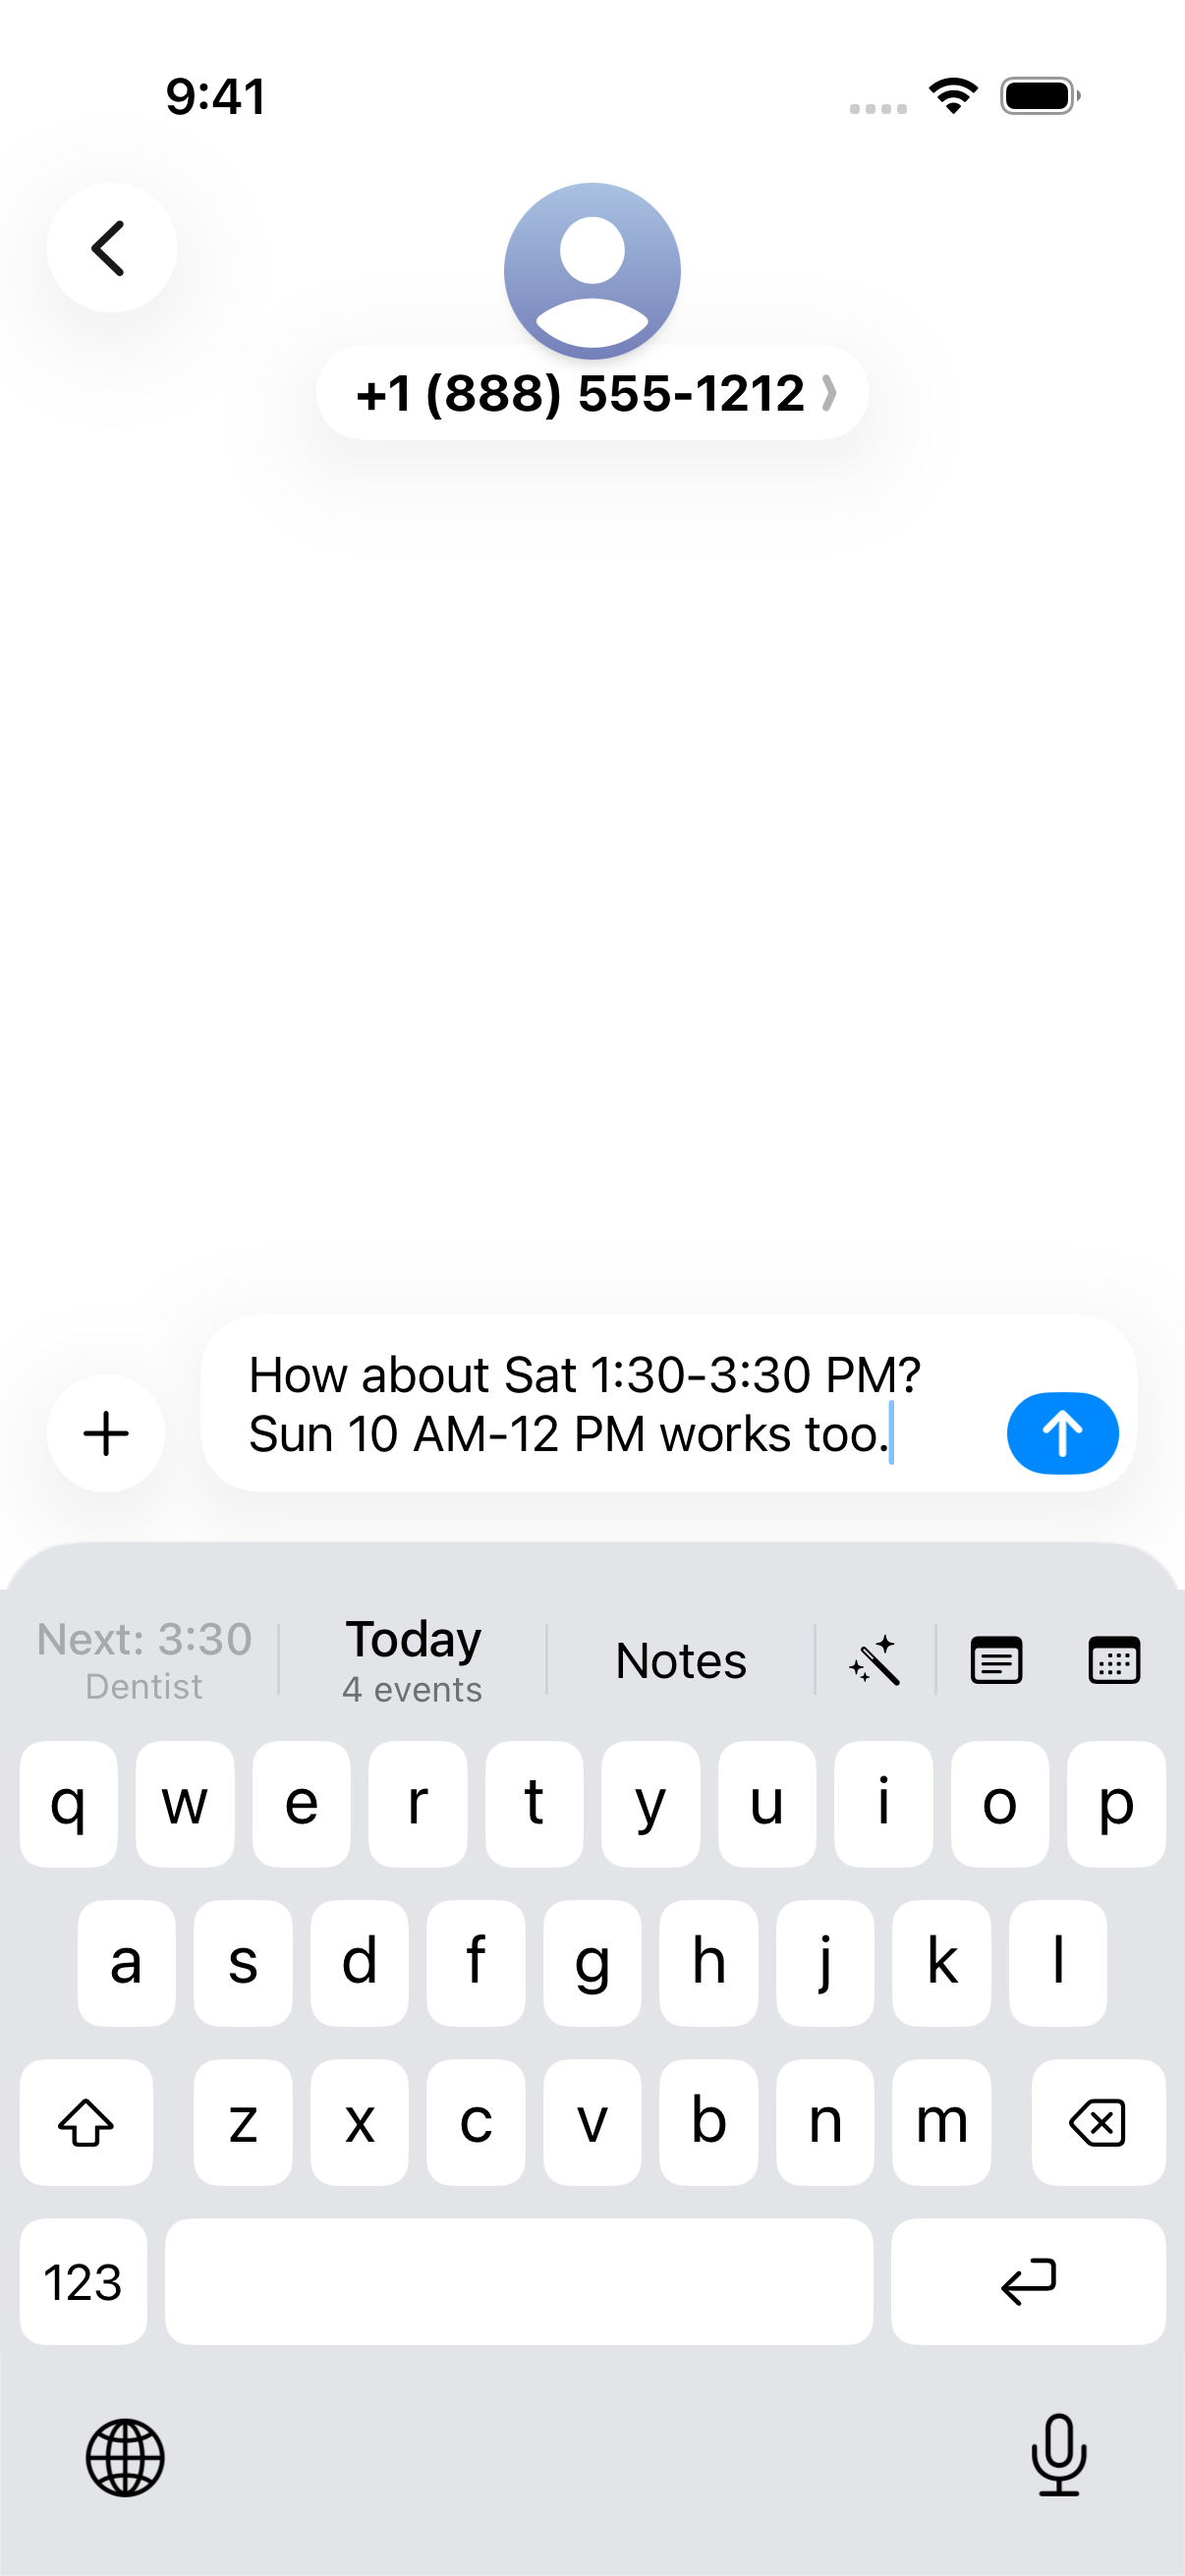 9:41
+1 (888) 555-1212
How about Sat 1:30-3:30 PM?
Sun 10 AM-12 PM works too.
Next: 3:30
Dentist
Today
4 events
Notes
q w e r t y u i o p
a s d f g h j k l
z x c v b n m
123